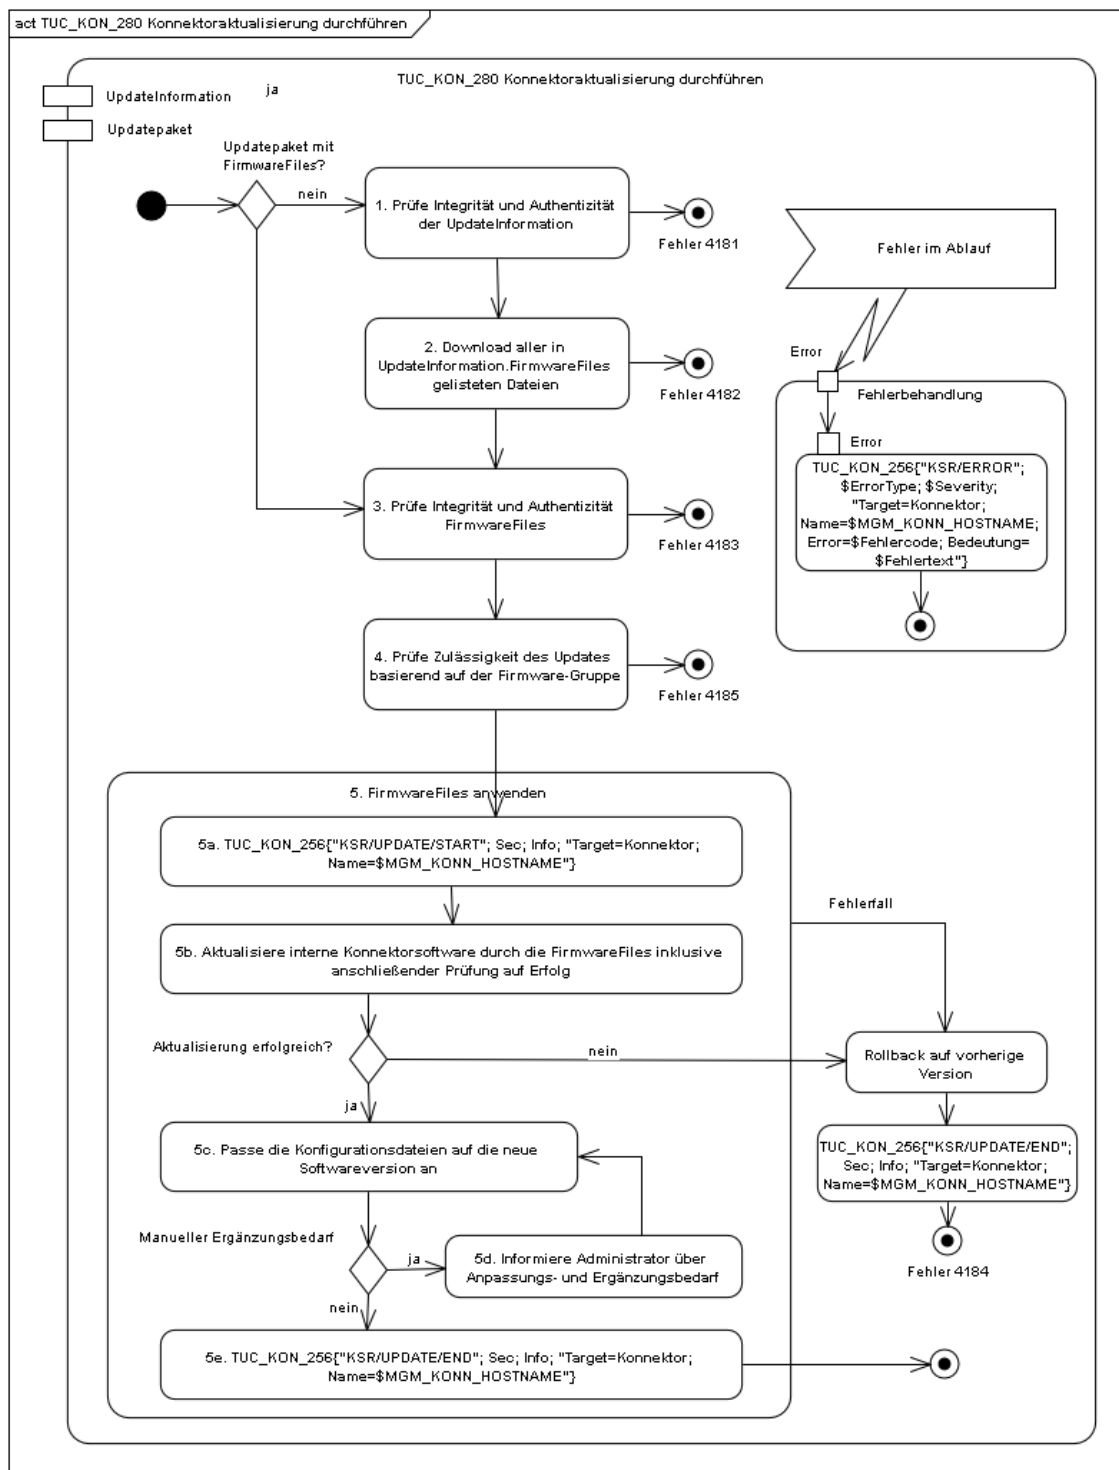 act TUC_KON_280 Konnektoraktualisierung durchführen
TUC_KON_280 Konnektoraktualisierung durchführen
UpdateInformation
ja
Updatepaket
Updatepaket mit
FirmwareFiles?
nein
1. Prüfe Integrität und Authentizität
der UpdateInformation
Fehler 4181
Fehler im Ablauf
2. Download aller in
UpdateInformation.FirmwareFiles
gelisteten Dateien
Fehler 4182
Error
Fehlerbehandlung
Error
TUC_KON_256{"KSR/ERROR";
$ErrorType; $Severity;
"Target=Konnektor;
Name=$MGM_KONN_HOSTNAME;
Error=$Fehlercode; Bedeutung=
$Fehlertext"}
3. Prüfe Integrität und Authentizität
FirmwareFiles
Fehler 4183
4. Prüfe Zulässigkeit des Updates
basierend auf der Firmware-Gruppe
Fehler 4185
5. FirmwareFiles anwenden
5a. TUC_KON_256{"KSR/UPDATE/START"; Sec; Info; "Target=Konnektor;
Name=$MGM_KONN_HOSTNAME"}
Fehlerfall
5b. Aktualisiere interne Konnektorsoftware durch die FirmwareFiles inklusive
anschließender Prüfung auf Erfolg
Aktualisierung erfolgreich?
nein
Rollback auf vorherige
Version
ja
5c. Passe die Konfigurationsdateien auf die neue
Softwareversion an
TUC_KON_256{"KSR/UPDATE/END";
Sec; Info; "Target=Konnektor;
Name=$MGM_KONN_HOSTNAME"}
Manueller Ergänzungsbedarf
ja
5d. Informiere Administrator über
Anpassungs- und Ergänzungsbedarf
Fehler 4184
nein
5e. TUC_KON_256{"KSR/UPDATE/END"; Sec; Info; "Target=Konnektor;
Name=$MGM_KONN_HOSTNAME"}